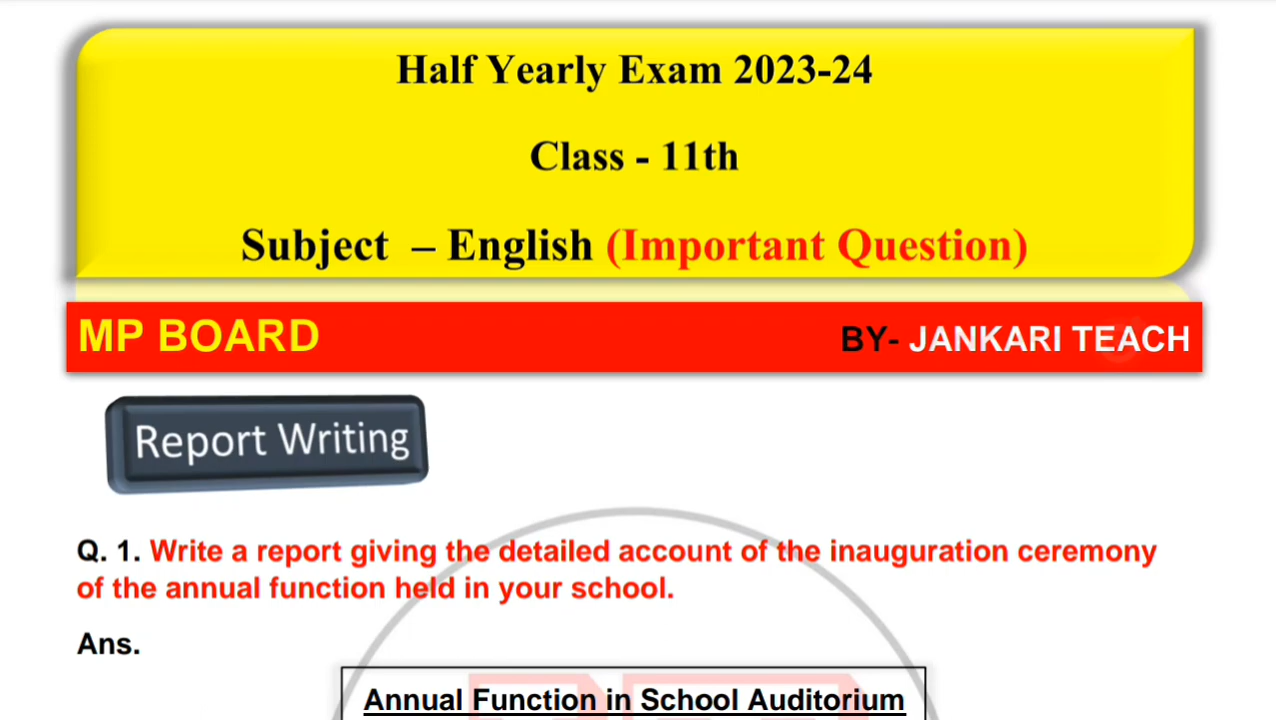 Half Yearly Exam 2023-24
Class - 11th
Subject – English (Important Question)
MP BOARD
BY- JANKARI TEACH
Report Writing
Q. 1. Write a report giving the detailed account of the inauguration ceremony
of the annual function held in your school.
Ans.
Annual Function in School Auditorium